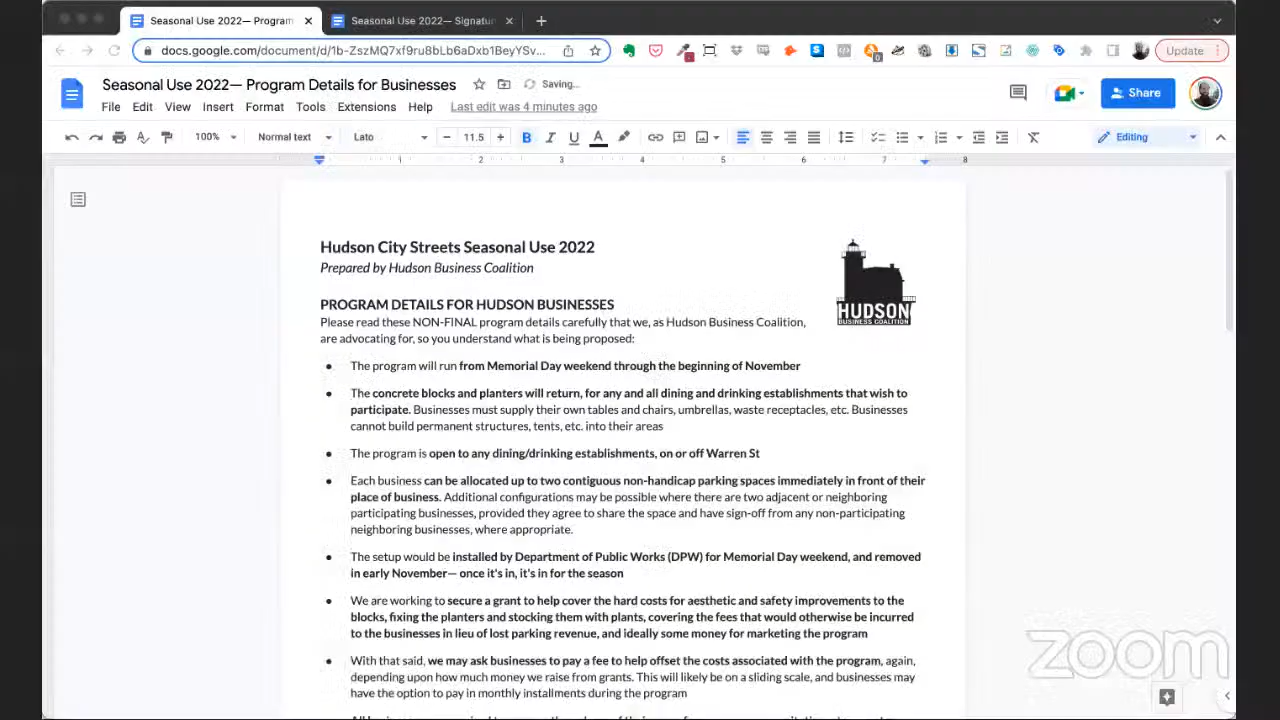 Seasonal Use 2022— Program
Seasonal Use 2022— Signatur
docs.google.com/document/d/1b-ZszMQ7xf9ru8bLb6aDxb1BeyYSv...
Update
Seasonal Use 2022— Program Details for Businesses
Saving...
File Edit View Insert Format Tools Extensions Help Last edit was 4 minutes ago
Share
100% Normal text Lato 11.5 B I U A Editing
1 2 3 4 5 6 7 8
Hudson City Streets Seasonal Use 2022
Prepared by Hudson Business Coalition
HUDSON
BUSINESS COALITION
PROGRAM DETAILS FOR HUDSON BUSINESSES
Please read these NON-FINAL program details carefully that we, as Hudson Business Coalition,
are advocating for, so you understand what is being proposed:
● The program will run from Memorial Day weekend through the beginning of November
● The concrete blocks and planters will return, for any and all dining and drinking establishments that wish to
participate. Businesses must supply their own tables and chairs, umbrellas, waste receptacles, etc. Businesses
cannot build permanent structures, tents, etc. into their areas
● The program is open to any dining/drinking establishments, on or off Warren St
● Each business can be allocated up to two contiguous non-handicap parking spaces immediately in front of their
place of business. Additional configurations may be possible where there are two adjacent or neighboring
participating businesses, provided they agree to share the space and have sign-off from any non-participating
neighboring businesses, where appropriate.
● The setup would be installed by Department of Public Works (DPW) for Memorial Day weekend, and removed
in early November— once it's in, it's in for the season
● We are working to secure a grant to help cover the hard costs for aesthetic and safety improvements to the
blocks, fixing the planters and stocking them with plants, covering the fees that would otherwise be incurred
to the businesses in lieu of lost parking revenue, and ideally some money for marketing the program
● With that said, we may ask businesses to pay a fee to help offset the costs associated with the program, again,
depending upon how much money we raise from grants. This will likely be on a sliding scale, and businesses may
have the option to pay in monthly installments during the program
zoom